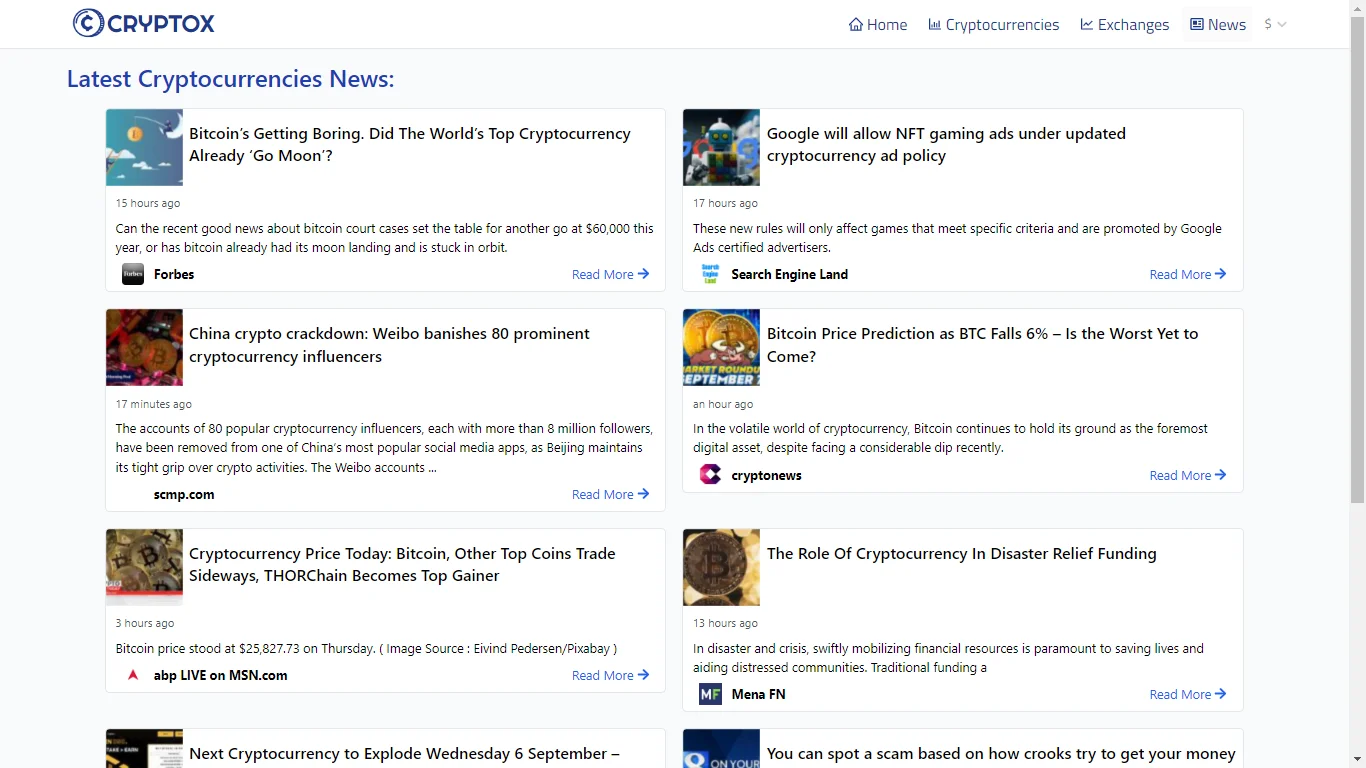 CRYPTOX
Home
Cryptocurrencies
Exchanges
News
$
Latest Cryptocurrencies News:
Bitcoin’s Getting Boring. Did The World’s Top Cryptocurrency
Already ‘Go Moon’?
15 hours ago
Can the recent good news about bitcoin court cases set the table for another go at $60,000 this
year, or has bitcoin already had its moon landing and is stuck in orbit.
Forbes
Forbes
Read More
Google will allow NFT gaming ads under updated
cryptocurrency ad policy
17 hours ago
These new rules will only affect games that meet specific criteria and are promoted by Google
Ads certified advertisers.
Search
Engine
Land
Search Engine Land
Read More
China crypto crackdown: Weibo banishes 80 prominent
cryptocurrency influencers
17 minutes ago
The accounts of 80 popular cryptocurrency influencers, each with more than 8 million followers,
have been removed from one of China’s most popular social media apps, as Beijing maintains
its tight grip over crypto activities. The Weibo accounts ...
scmp.com
Read More
MARKET ROUNDU
SEPTEMBER 7
Bitcoin Price Prediction as BTC Falls 6% – Is the Worst Yet to
Come?
an hour ago
In the volatile world of cryptocurrency, Bitcoin continues to hold its ground as the foremost
digital asset, despite facing a considerable dip recently.
cryptonews
Read More
Cryptocurrency Price Today: Bitcoin, Other Top Coins Trade
Sideways, THORChain Becomes Top Gainer
3 hours ago
Bitcoin price stood at $25,827.73 on Thursday. ( Image Source : Eivind Pedersen/Pixabay )
abp LIVE on MSN.com
Read More
The Role Of Cryptocurrency In Disaster Relief Funding
13 hours ago
In disaster and crisis, swiftly mobilizing financial resources is paramount to saving lives and
aiding distressed communities. Traditional funding a
MF
Mena FN
Read More
TAKE + EARN
Next Cryptocurrency to Explode Wednesday 6 September –
ON YOUR
You can spot a scam based on how crooks try to get your money